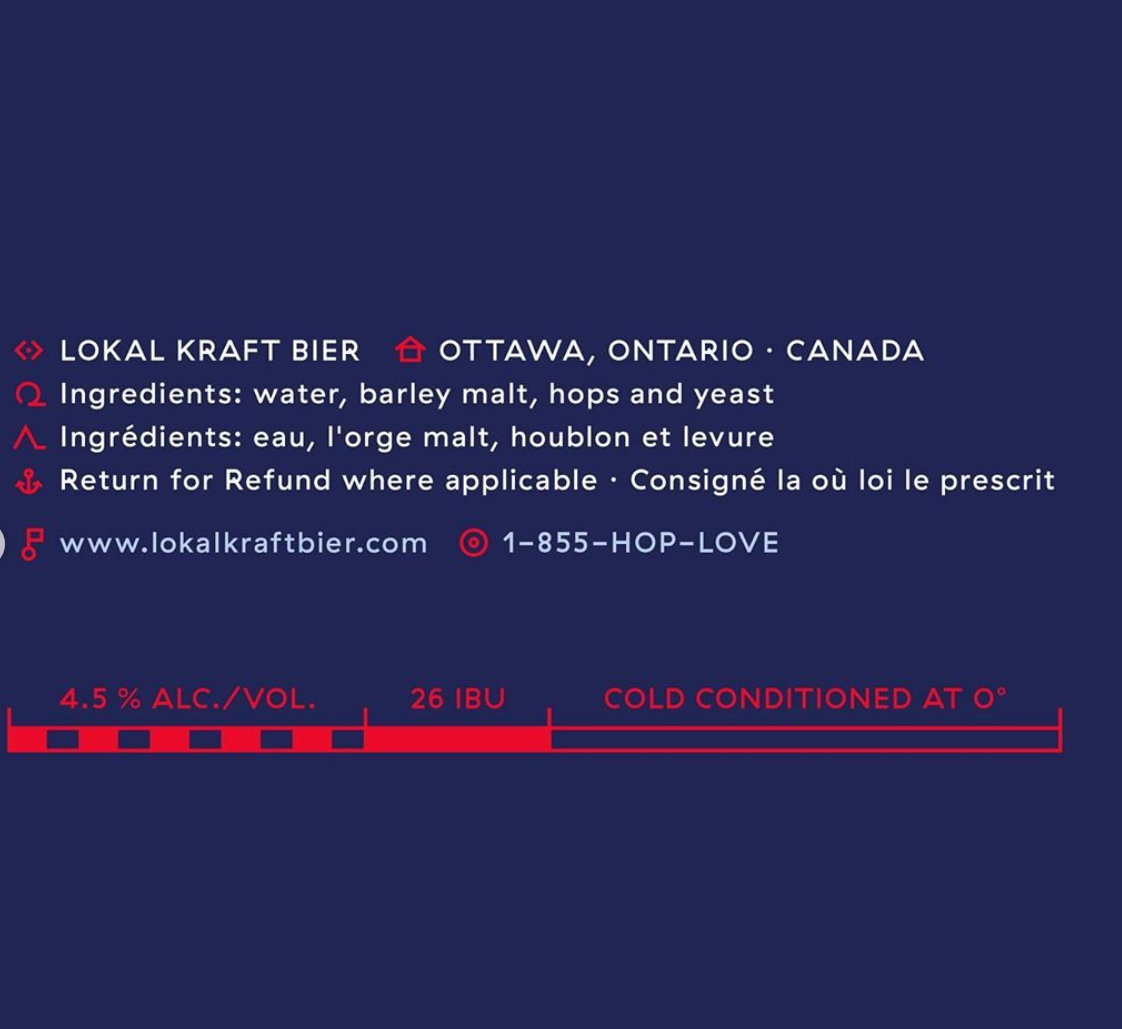 LOKAL KRAFT BIER OTTAWA, ONTARIO · CANADA
Ingredients: water, barley malt, hops and yeast
Ingrédients: eau, l'orge malt, houblon et levure
Return for Refund where applicable · Consigné la où loi le prescrit
www.lokalkraftbier.com 1-855-HOP-LOVE
4.5 % ALC./VOL. 26 IBU COLD CONDITIONED AT 0°